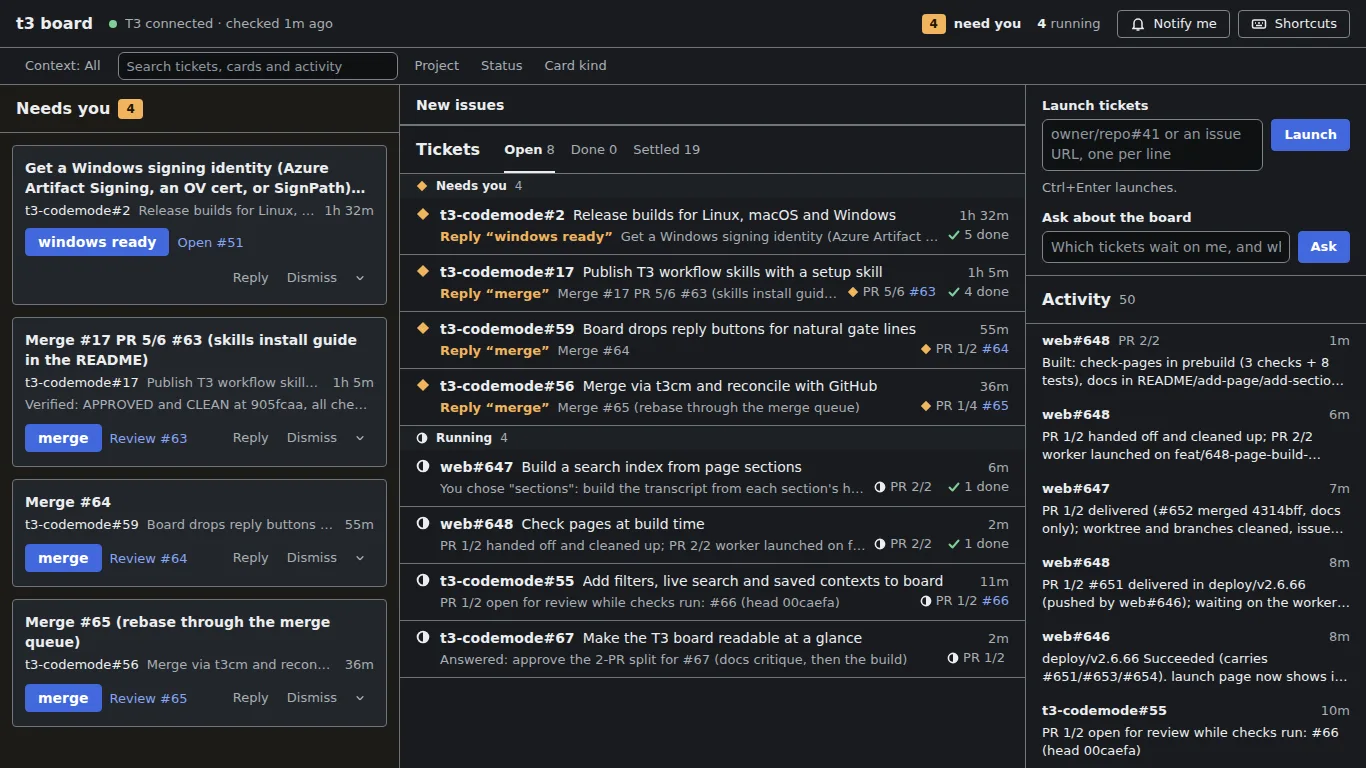 t3 board
T3 connected · checked 1m ago
4 need you
4 running
Notify me
Shortcuts
Context: All
Search tickets, cards and activity
Project
Status
Card kind
Needs you 4
Get a Windows signing identity (Azure
Artifact Signing, an OV cert, or SignPath)…
t3-codemode#2 Release builds for Linux, … 1h 32m
windows ready Open #51
Reply Dismiss
Merge #17 PR 5/6 #63 (skills install guide
in the README)
t3-codemode#17 Publish T3 workflow skill… 1h 5m
Verified: APPROVED and CLEAN at 905fcaa, all che…
merge Review #63 Reply Dismiss
Merge #64
t3-codemode#59 Board drops reply buttons … 55m
merge Review #64 Reply Dismiss
Merge #65 (rebase through the merge
queue)
t3-codemode#56 Merge via t3cm and recon… 36m
merge Review #65 Reply Dismiss
New issues
Tickets Open 8 Done 0 Settled 19
Needs you 4
t3-codemode#2 Release builds for Linux, macOS and Windows 1h 32m
Reply “windows ready” Get a Windows signing identity (Azure Artifact … 5 done
t3-codemode#17 Publish T3 workflow skills with a setup skill 1h 5m
Reply “merge” Merge #17 PR 5/6 #63 (skills install guid… PR 5/6 #63 4 done
t3-codemode#59 Board drops reply buttons for natural gate lines 55m
Reply “merge” Merge #64 PR 1/2 #64
t3-codemode#56 Merge via t3cm and reconcile with GitHub 36m
Reply “merge” Merge #65 (rebase through the merge queue) PR 1/4 #65
Running 4
web#647 Build a search index from page sections 6m
You chose "sections": build the transcript from each section's h… PR 2/2 1 done
web#648 Check pages at build time 2m
PR 1/2 handed off and cleaned up; PR 2/2 worker launched on f… PR 2/2 1 done
t3-codemode#55 Add filters, live search and saved contexts to board 11m
PR 1/2 open for review while checks run: #66 (head 00caefa) PR 1/2 #66
t3-codemode#67 Make the T3 board readable at a glance 2m
Answered: approve the 2-PR split for #67 (docs critique, then the build) PR 1/2
Launch tickets
owner/repo#41 or an issue
URL, one per line
Launch
Ctrl+Enter launches.
Ask about the board
Which tickets wait on me, and wh
Ask
Activity 50
web#648 PR 2/2 1m
Built: check-pages in prebuild (3 checks + 8
tests), docs in README/add-page/add-sectio…
web#648 6m
PR 1/2 handed off and cleaned up; PR 2/2
worker launched on feat/648-page-build-…
web#647 7m
PR 1/2 delivered (#652 merged 4314bff, docs
only); worktree and branches cleaned, issue…
web#648 8m
PR 1/2 #651 delivered in deploy/v2.6.66
(pushed by web#646); waiting on the worker…
web#646 8m
deploy/v2.6.66 Succeeded (carries
#651/#653/#654). launch page now shows i…
t3-codemode#55 10m
PR 1/2 open for review while checks run: #66
(head 00caefa)